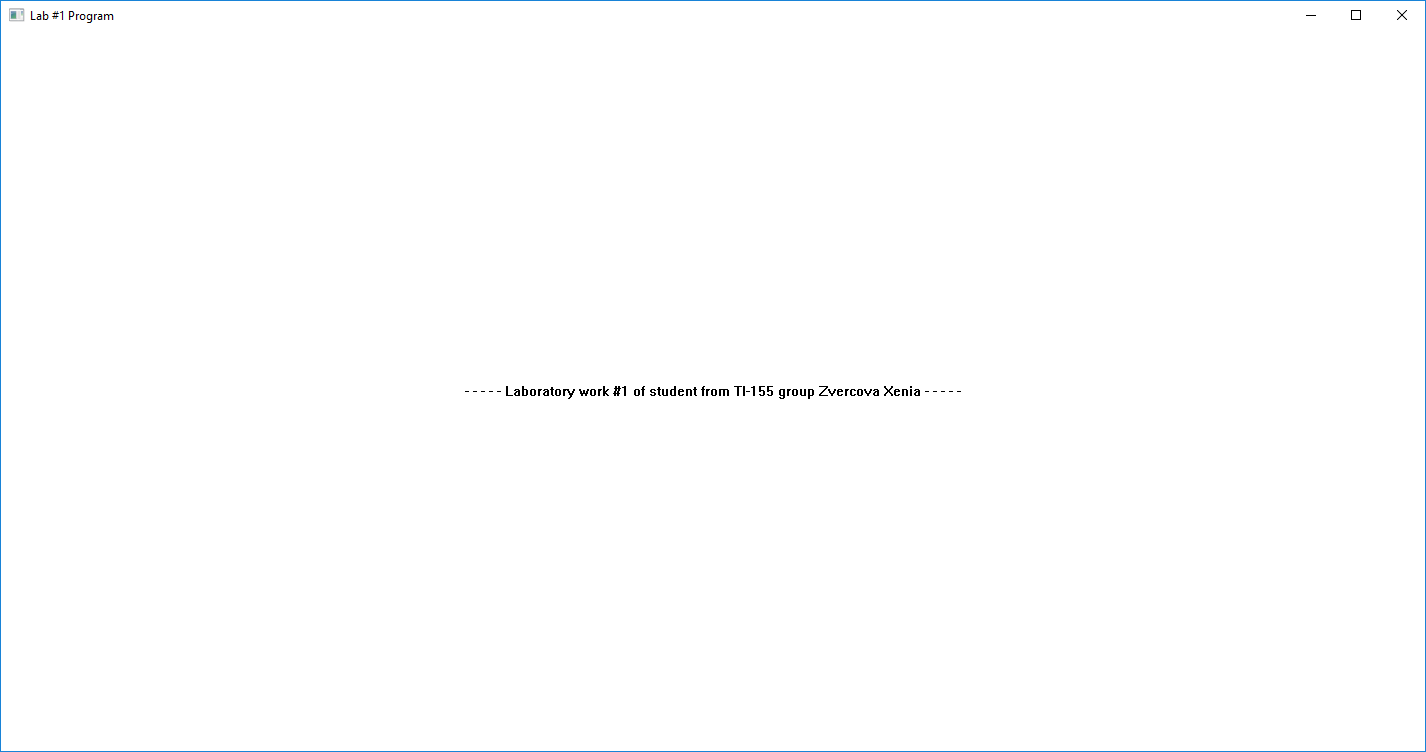 Lab #1 Program
- - - - - Laboratory work #1 of student from TI-155 group Zvercova Xenia - - - - -